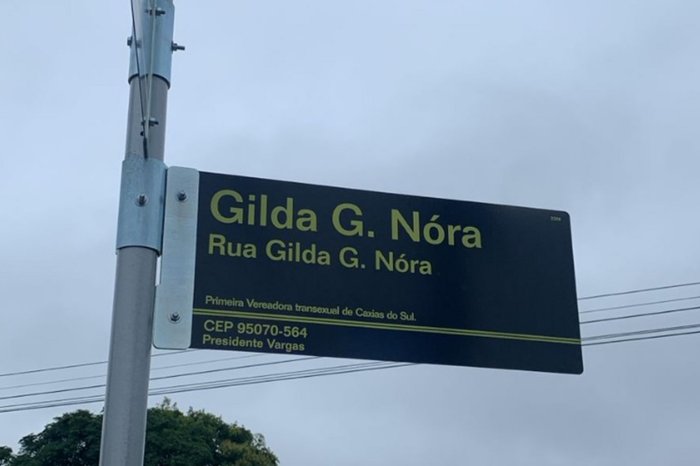 Gilda G. Nóra
Rua Gilda G. Nóra
Primeira Vereadora transexual de Caxias do Sul.
CEP 95070-564
Presidente Vargas